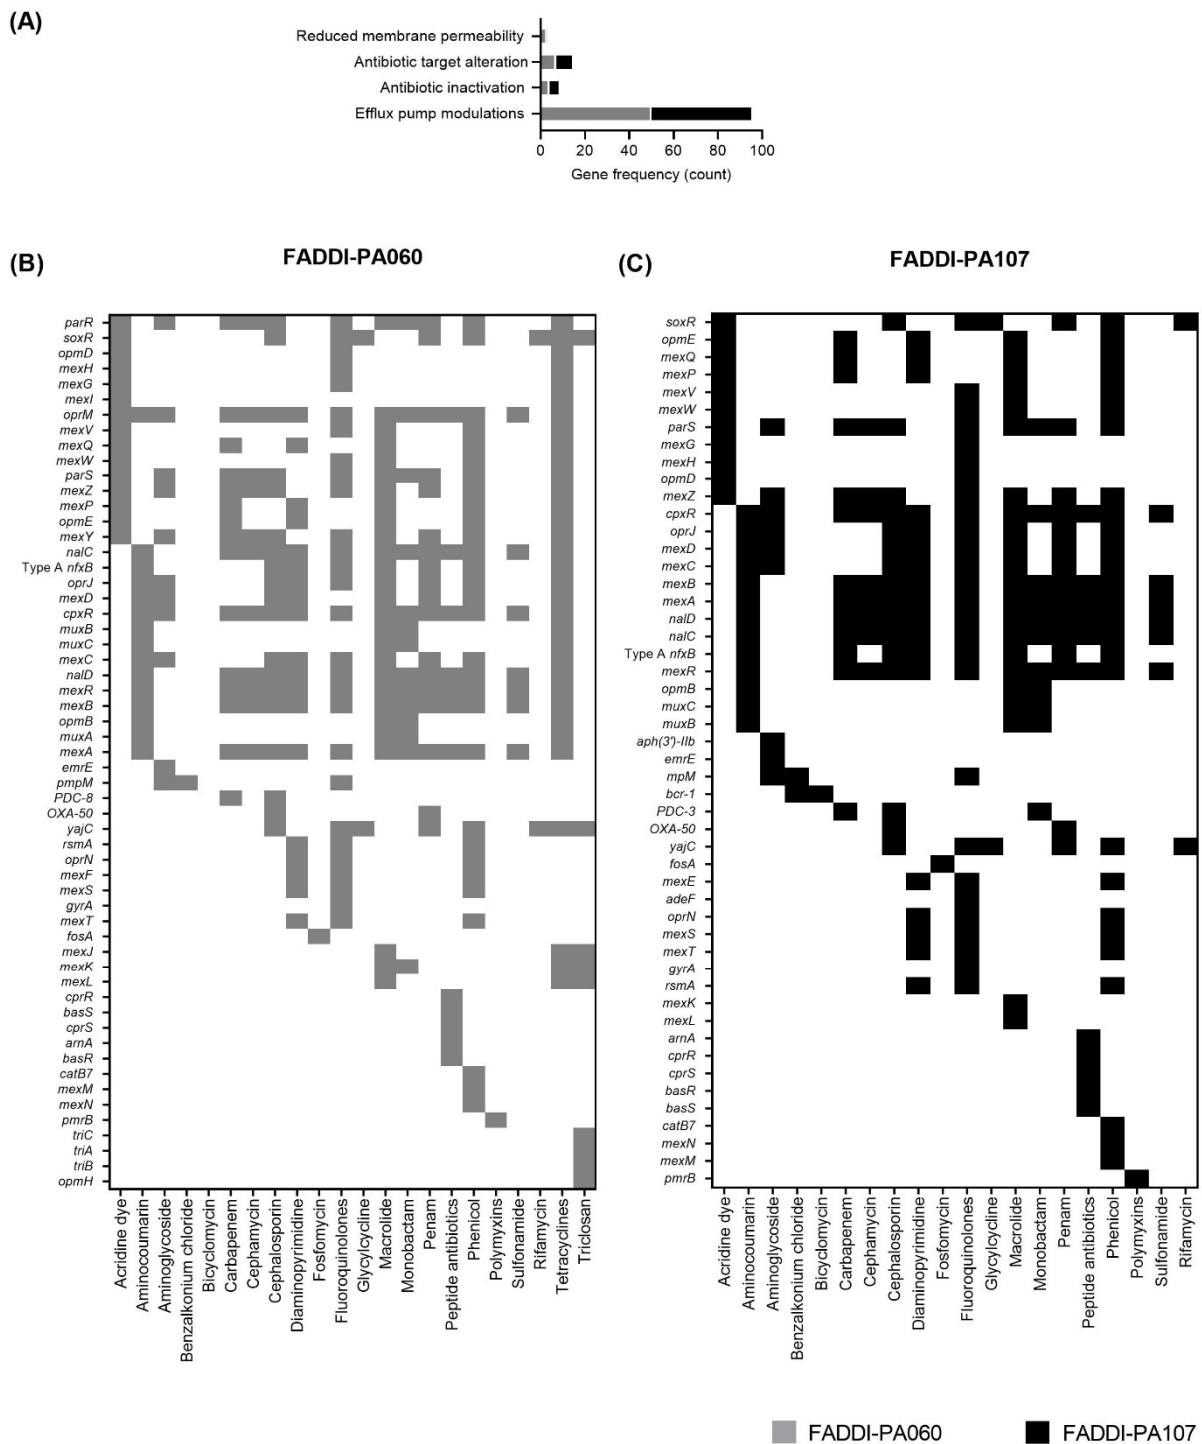 (A)
Reduced membrane permeability
Antibiotic target alteration
Antibiotic inactivation
Efflux pump modulations
0 20 40 60 80 100
Gene frequency (count)
(B)
FADDI-PA060
parR
soxR
opmD
mexH
mexG
mexI
oprM
mexV
mexQ
mexW
parS
mexZ
mexP
opmE
mexY
nalC
Type A nfxB
oprJ
mexD
cpxR
muxB
muxC
mexC
nalD
mexR
mexB
opmB
muxA
mexA
emrE
pmpM
PDC-8
OXA-50
yajC
rsmA
oprN
mexF
mexS
gyrA
mexT
fosA
mexJ
mexK
mexL
cprR
basS
cprS
arnA
basR
catB7
mexM
mexN
pmrB
triC
triA
triB
opmH
Acridine dye
Aminocoumarin
Aminoglycoside
Benzalkonium chloride
Biyclomycin
Carbapenem
Cephamycin
Cephalosporin
Diaminopyrimidine
Fosfomycin
Fluoroquinolones
Glycylcycline
Macrolide
Monobactam
Penam
Peptide antibiotics
Phenicol
Polymyxins
Sulfonamide
Rifamycin
Tetracyclines
Triclosan
(C)
FADDI-PA107
soxR
opmE
mexQ
mexP
mexV
mexW
parS
mexG
mexH
opmD
mexZ
cpxR
oprJ
mexD
mexC
mexB
mexA
nalD
nalC
Type A nfxB
mexR
opmB
muxC
muxB
aph(3')-IIb
emrE
mpM
bcr-1
PDC-3
OXA-50
yajC
fosA
mexE
adeF
oprN
mexS
mexT
gyrA
rsmA
mexK
mexL
arnA
cprR
cprS
basR
basS
catB7
mexN
mexM
pmrB
Acridine dye
Aminocoumarin
Aminoglycoside
Benzalkonium chloride
Biyclomycin
Carbapenem
Cephamycin
Cephalosporin
Diaminopyrimidine
Fosfomycin
Fluoroquinolones
Glycylcycline
Macrolide
Monobactam
Penam
Peptide antibiotics
Phenicol
Polymyxins
Sulfonamide
Rifamycin
FADDI-PA060
FADDI-PA107